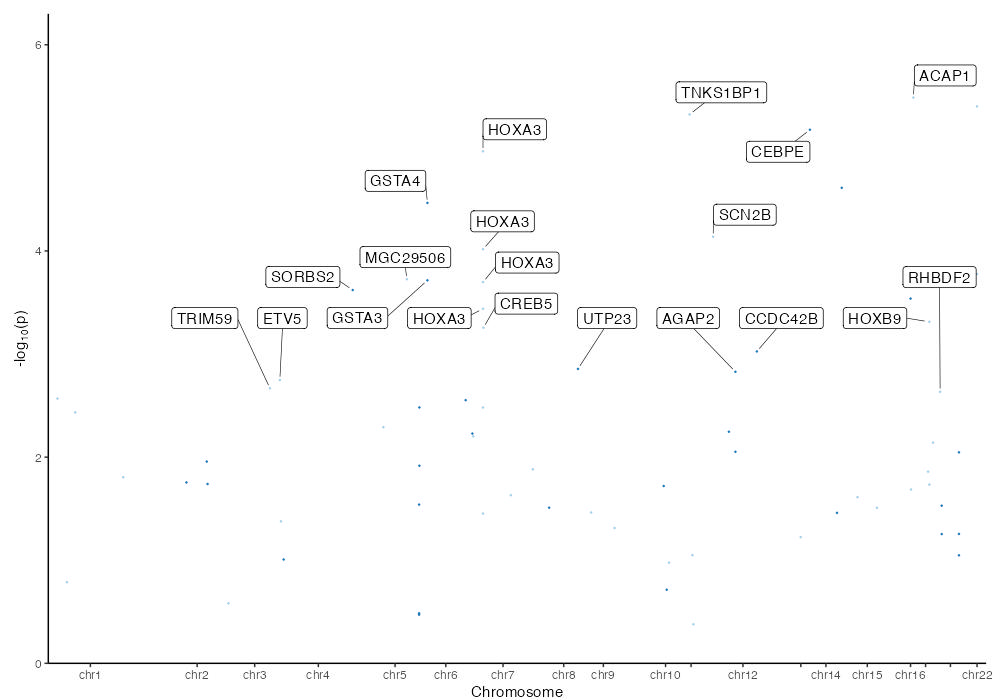 6
ACAP1
TNKS1BP1
HOXA3
CEBPE
GSTA4
SCN2B
HOXA3
4
MGC29506
HOXA3
SORBS2
RHBDF2
CREB5
TRIM59
ETV5
GSTA3
HOXA3
UTP23
AGAP2
CCDC42B
HOXB9
-log10(p)
2
0
chr1 chr2 chr3 chr4 chr5 chr6 chr7 chr8 chr9 chr10 chr12 chr14 chr15 chr16 chr22
Chromosome